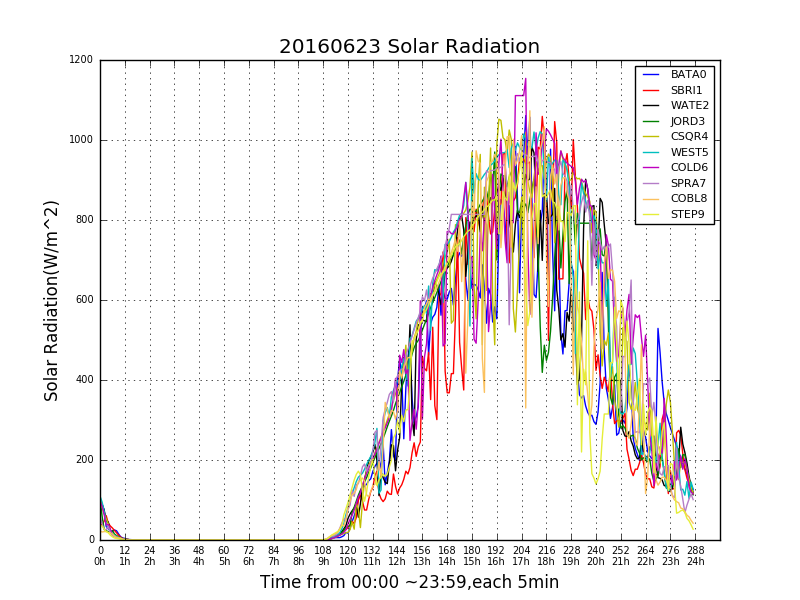 20160623 Solar Radiation
1200
1000
800
600
400
200
0
Solar Radiation(W/m^2)
BATA0
SBRI1
WATE2
JORD3
CSQR4
WEST5
COLD6
SPRA7
COBL8
STEP9
0 12 24 36 48 60 72 84 96 108 120 132 144 156 168 180 192 204 216 228 240 252 264 276 288
0h 1h 2h 3h 4h 5h 6h 7h 8h 9h 10h 11h 12h 13h 14h 15h 16h 17h 18h 19h 20h 21h 22h 23h 24h
Time from 00:00 ~23:59,each 5min